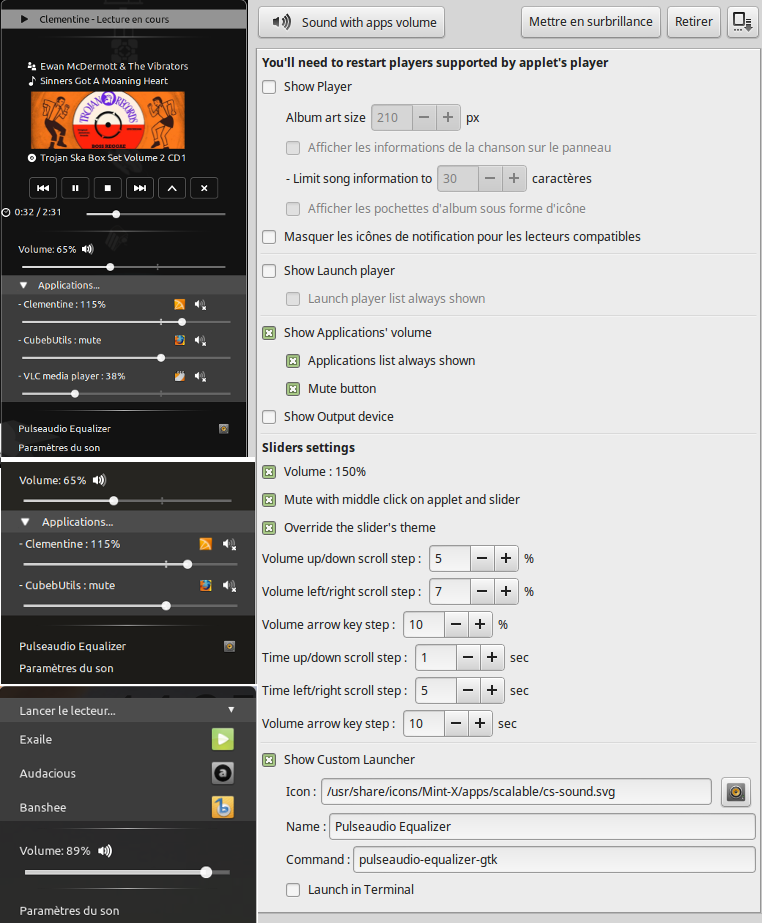 Clementine - Lecture en cours
Ewan McDermott & The Vibrators
Sinners Got A Moaning Heart
TROJAN RECORDS
Trojan Ska Box Set Volume 2 CD1
0:32 / 2:31
Volume: 65%
Applications...
- Clementine : 115%
- CubebUtils : mute
- VLC media player : 38%
Pulseaudio Equalizer
Paramètres du son
Volume: 65%
Applications...
- Clementine : 115%
- CubebUtils : mute
Pulseaudio Equalizer
Paramètres du son
Lancer le lecteur...
Exaile
Audacious
Banshee
Volume: 89%
Paramètres du son
Sound with apps volume
Mettre en surbrillance
Retirer
You'll need to restart players supported by applet's player
Show Player
Album art size 210 px
Afficher les informations de la chanson sur le panneau
- Limit song information to 30 caractères
Afficher les pochettes d'album sous forme d'icône
Masquer les icônes de notification pour les lecteurs compatibles
Show Launch player
Launch player list always shown
Show Applications' volume
Applications list always shown
Mute button
Show Output device
Sliders settings
Volume : 150%
Mute with middle click on applet and slider
Override the slider's theme
Volume up/down scroll step : 5 %
Volume left/right scroll step : 7 %
Volume arrow key step : 10 %
Time up/down scroll step : 1 sec
Time left/right scroll step : 5 sec
Volume arrow key step : 10 sec
Show Custom Launcher
Icon : /usr/share/icons/Mint-X/apps/scalable/cs-sound.svg
Name : Pulseaudio Equalizer
Command : pulseaudio-equalizer-gtk
Launch in Terminal